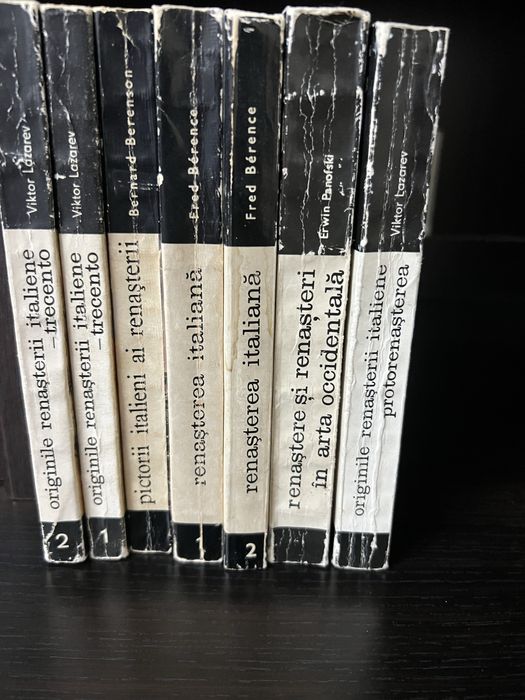 Viktor Lazarev
originile renașterii italiene
–trecento
2
Viktor Lazarev
originile renașterii italiene
–trecento
1
Bernard Berenson
pictorii italieni ai renașterii
Fred Bérence
renașterea italiană
1
Fred Bérence
renașterea italiană
2
Erwin Panofski
renaștere și renașteri
în arta occidentală
Viktor Lazarev
originile renașterii italiene
protorenașterea